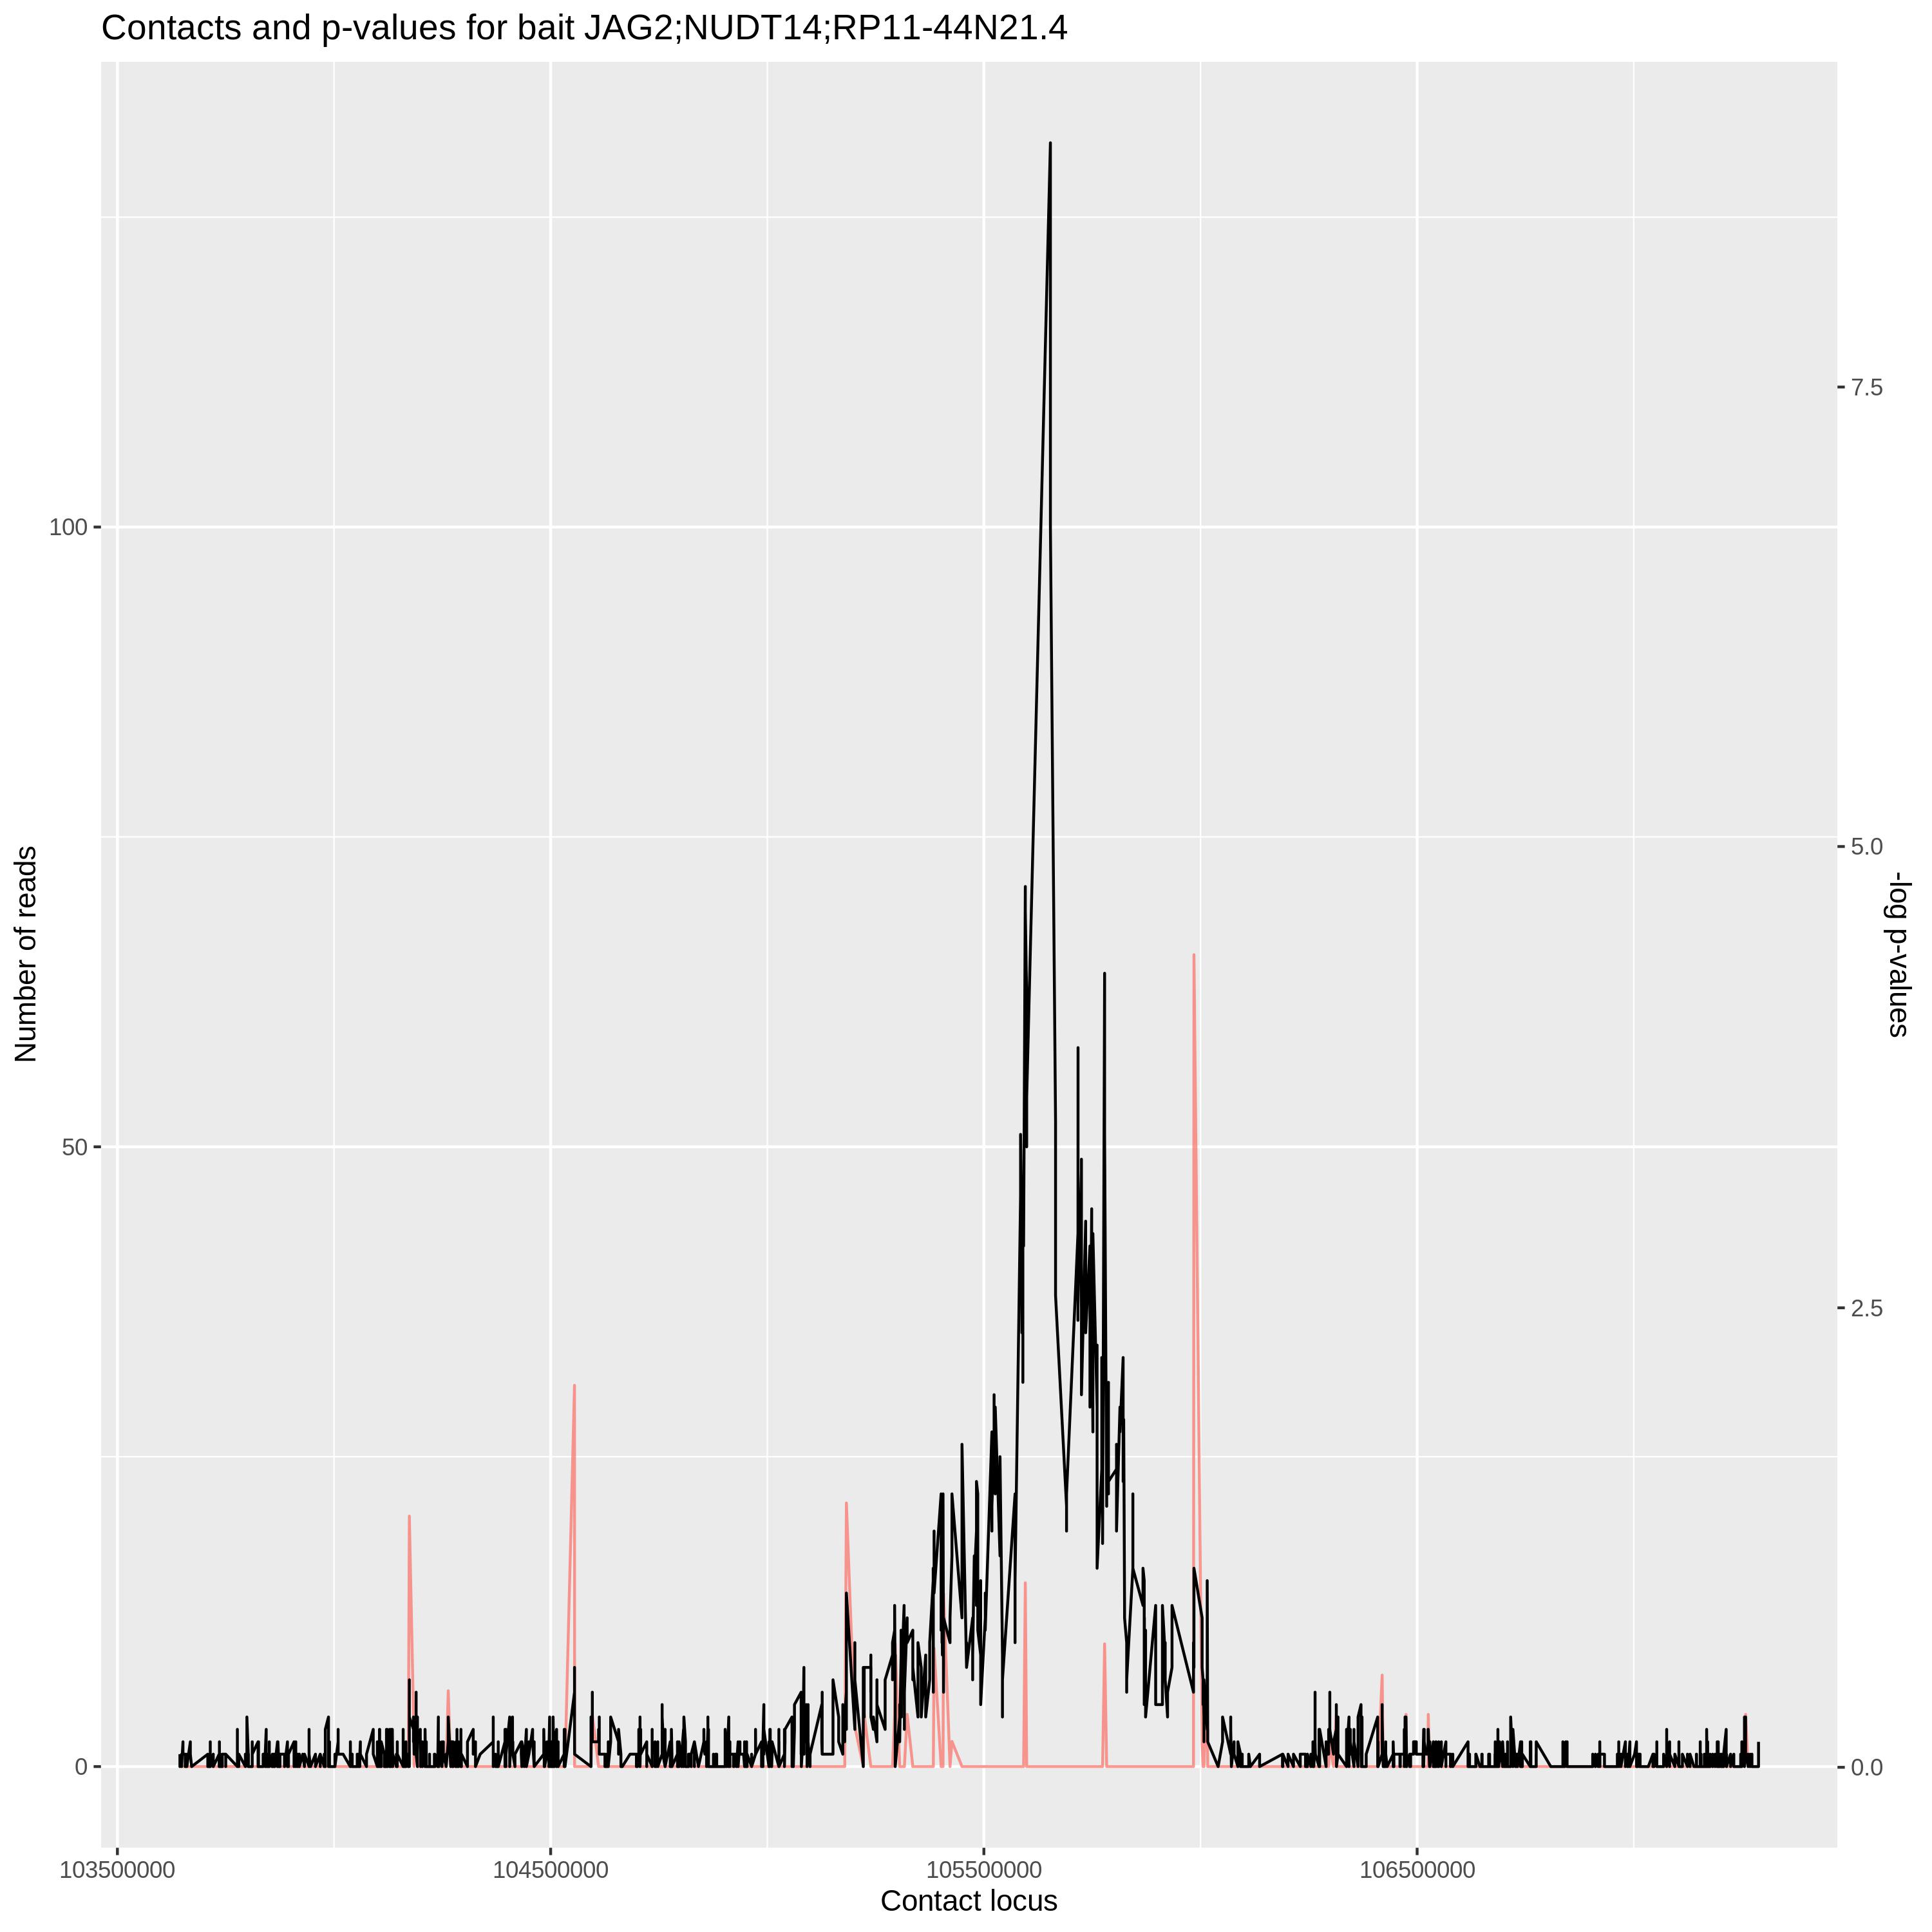 Contacts and p-values for bait JAG2;NUDT14;RP11-44N21.4
100
50
0
Number of reads
7.5
5.0
2.5
0.0
-log p-values
103500000
104500000
105500000
106500000
Contact locus